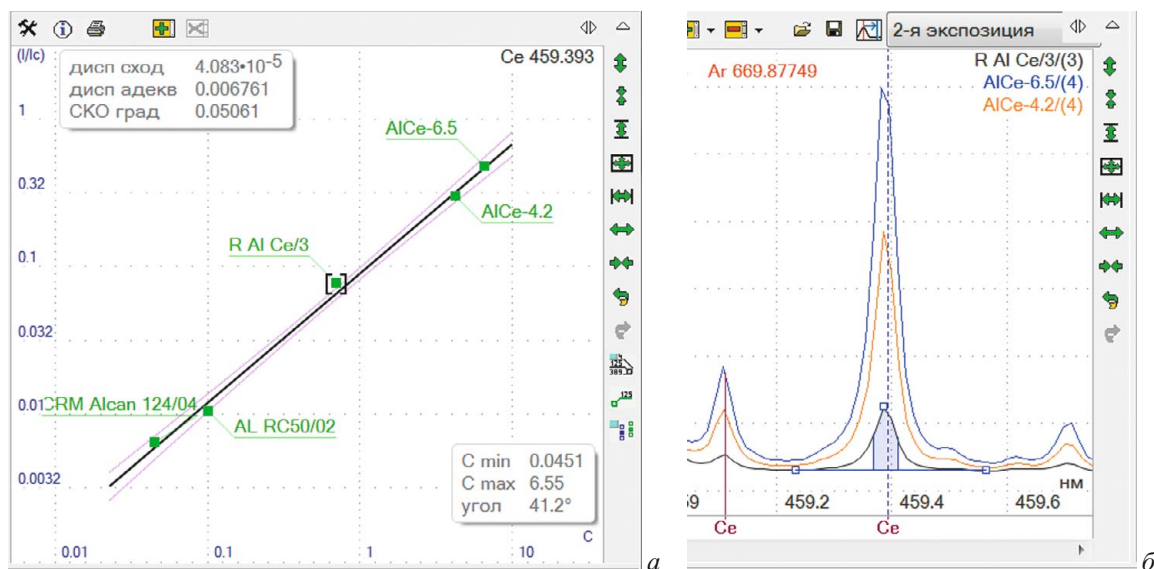 (I/Ic)
Ce 459.393
дисп сход 4.083•10-5
дисп адекв 0.006761
СКО град 0.05061
1
AlCe-6.5
0.32
AlCe-4.2
0.1
R Al Ce/3
0.032
0.01
CRM Alcan 124/04
AL RC50/02
0.0032
C min 0.0451
C max 6.55
угол 41.2°
C
0.01 0.1 1 10
а
2-я экспозиция
Ar 669.87749
R Al Ce/3/(3)
AlCe-6.5/(4)
AlCe-4.2/(4)
нм
459.2 459.4 459.6
Ce Ce
б